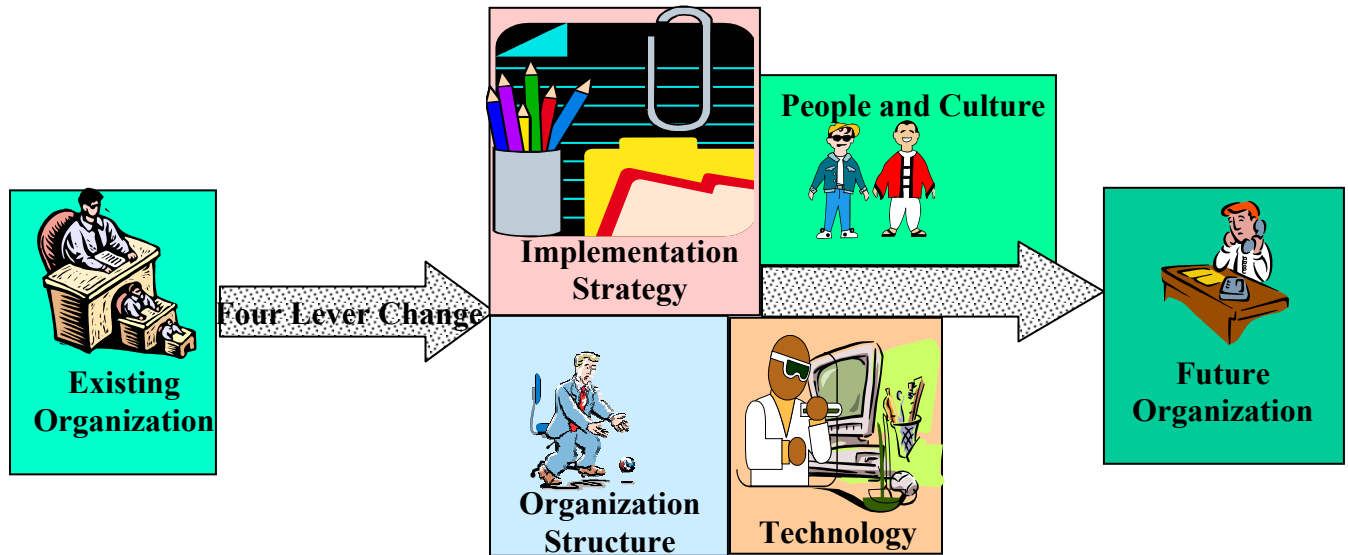 Existing
Organization
Four Lever Change
Implementation
Strategy
People and Culture
Organization
Structure
Technology
Future
Organization